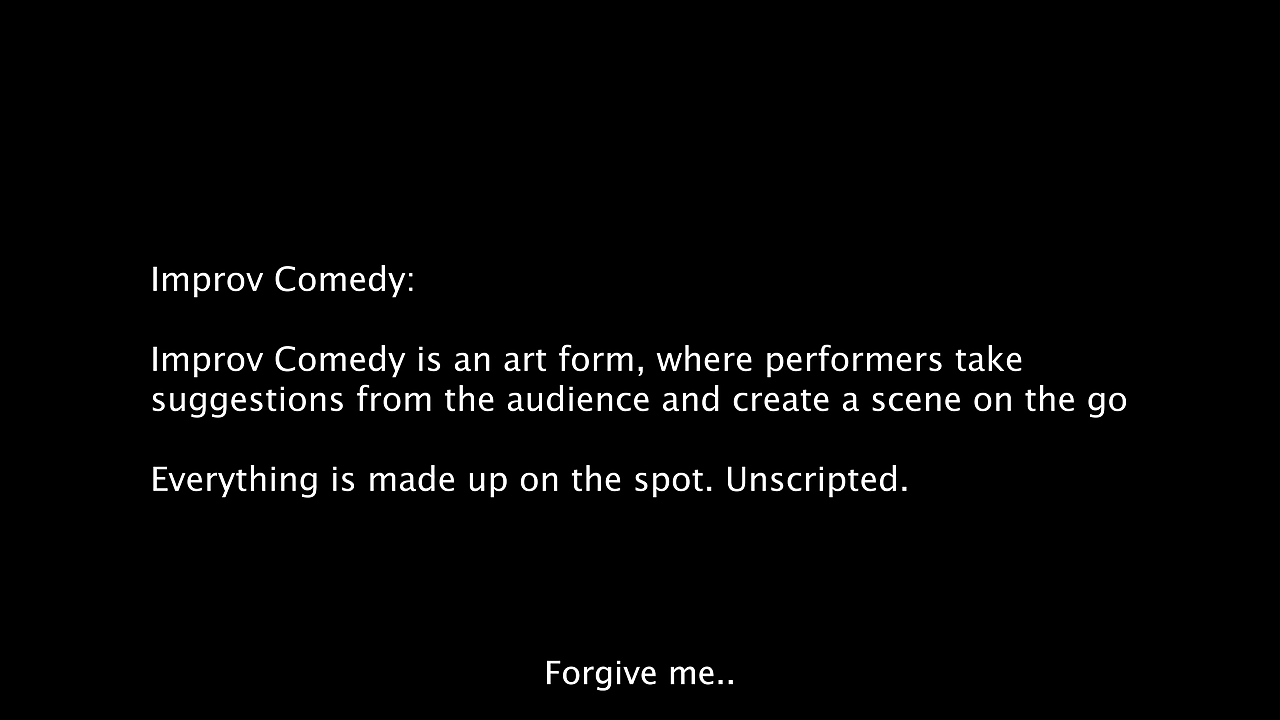 Improv Comedy:
Improv Comedy is an art form, where performers take
suggestions from the audience and create a scene on the go
Everything is made up on the spot. Unscripted.
Forgive me..